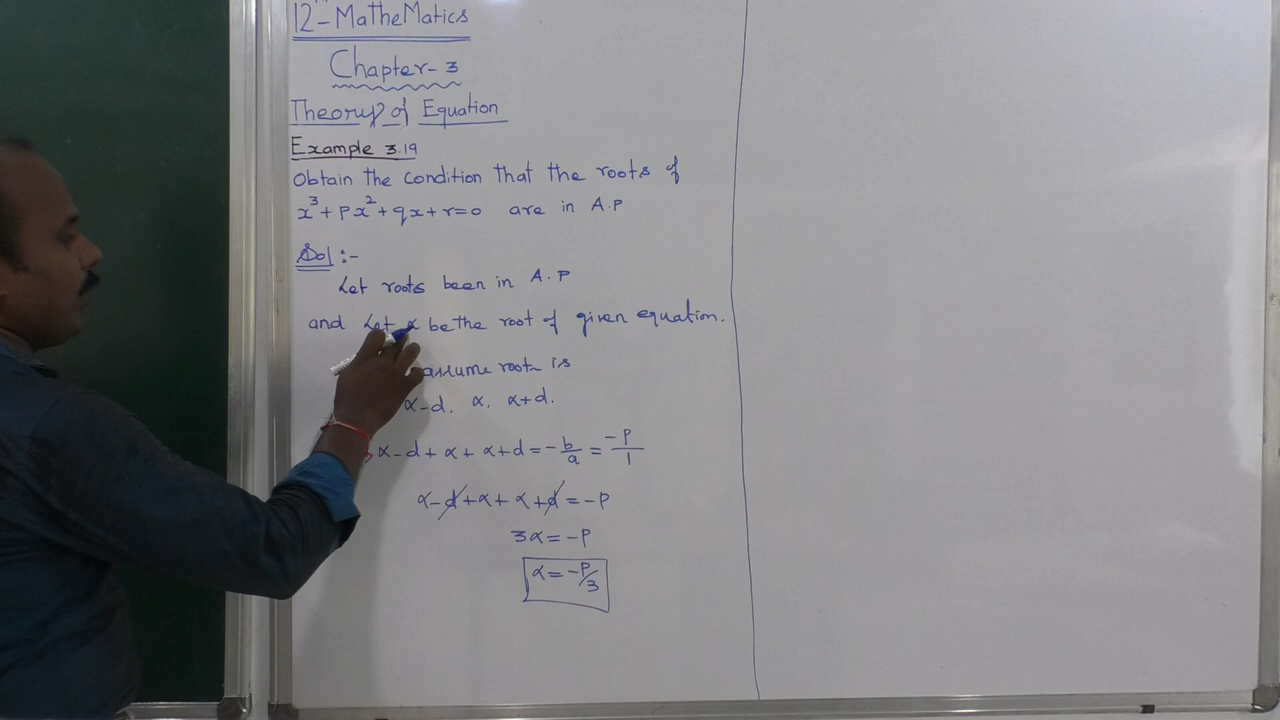 12th - MatheMatics
Chapter - 3
Theory of Equation
Example 3.19
Obtain the condition that the roots of
x³ + px² + qx + r = 0 are in A.P
Sol :-
Let roots been in A.P
and Let α be the root of given equation.
assume root is
α-d, α, α+d.
α-d + α + α+d = -b/a = -P/1
α-d + α + α + d = -P
3α = -P
α = -P/3